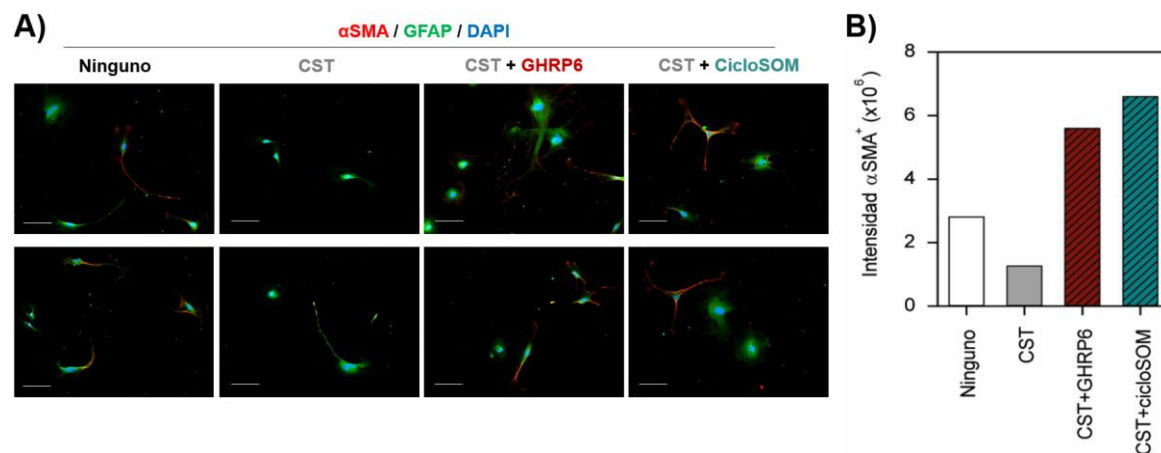 A)
αSMA / GFAP / DAPI
Ninguno
CST
CST + GHRP6
CST + CicloSOM
B)
Intensidad αSMA⁺ (x10⁶)
8
6
4
2
0
Ninguno
CST
CST+GHRP6
CST+cicloSOM